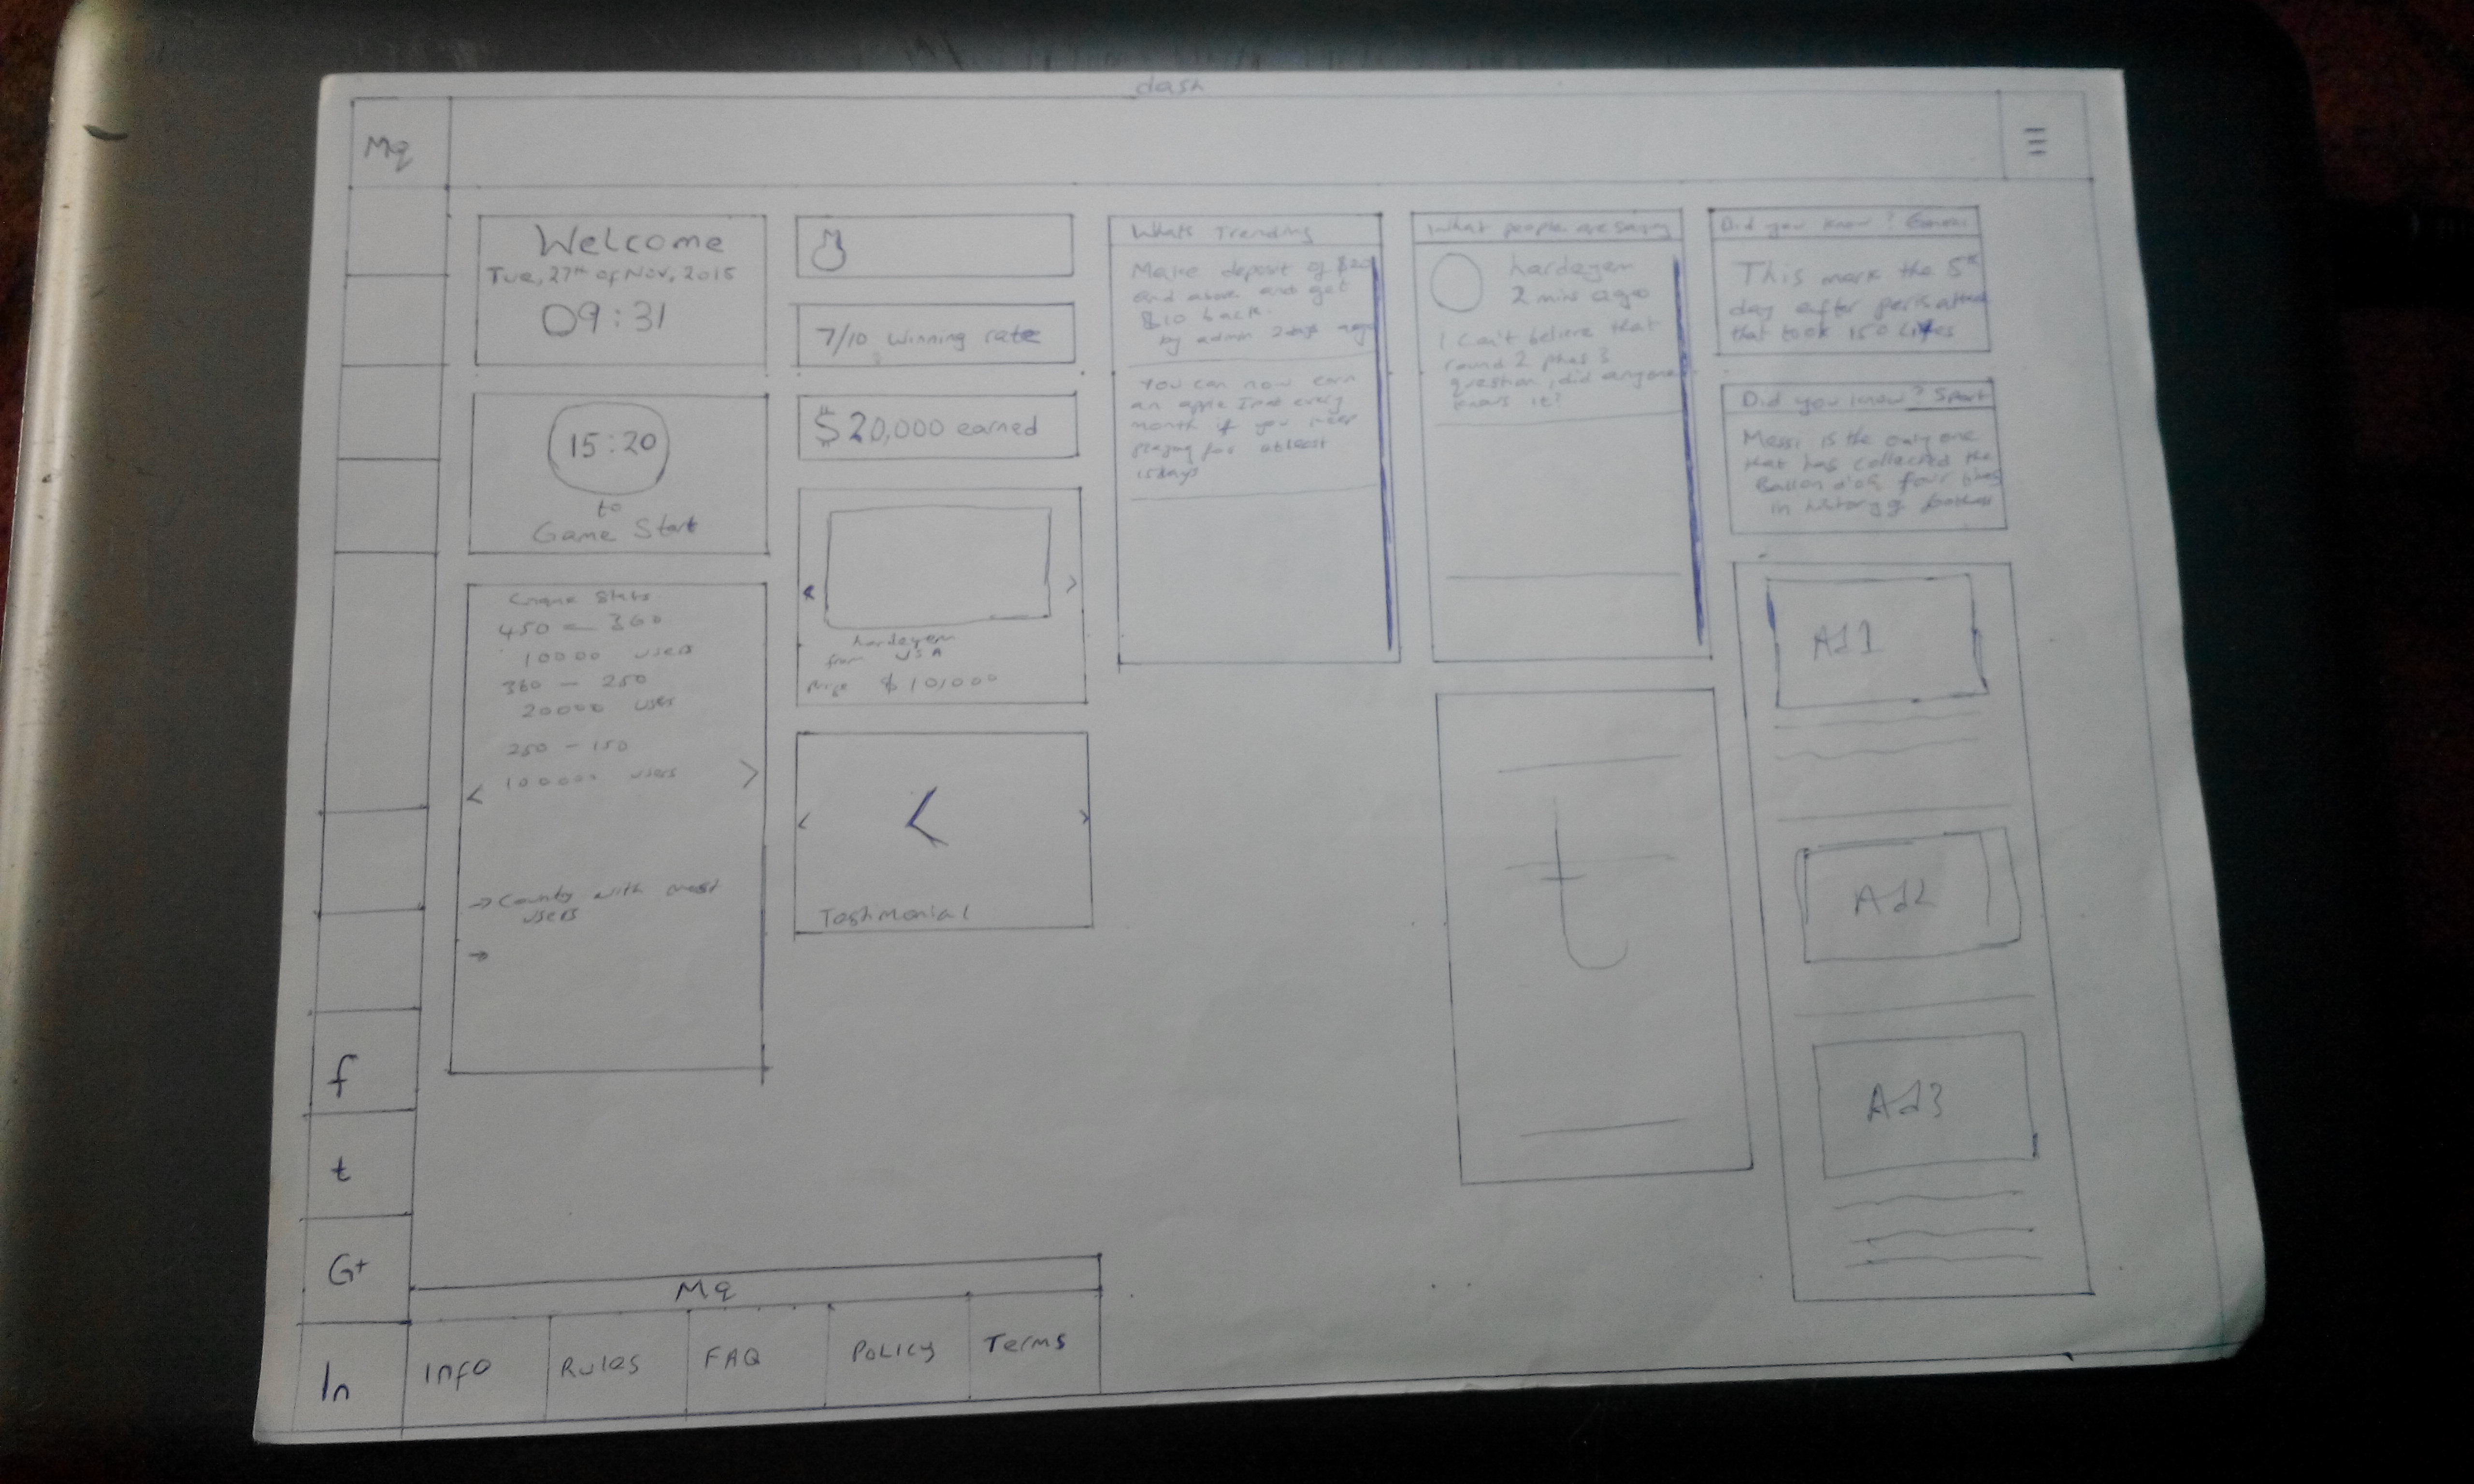 dash
Mq
Welcome
Tue, 27th of Nov, 2015
09:31
15:20
to
Game Start
Game Stats
450 - 360
10000 users
360 - 250
20000 users
250 - 150
100000 users
<
>
→ Country with most
users
→
7/10 winning rate
$20,000 earned
<
>
hardeyem
from USA
Prize $10,000
<
<
>
Testimonial
Whats Trending
Make deposit of $20
and above and get
$10 back.
by admin 2days ago
You can now earn
an apple Ipad every
month if you keep
playing for atleast
15days
What people are saying
hardeyem
2 mins ago
I can't believe that
round 2 phas 3
question, did anyone
knows it?
t
Did you know?
This mark the 5th
day after paris attack
that took 150 Lives
Did you know? Sport
Messi is the only one
that has collected the
Ballon d'or four times
in history of
Ad1
Ad2
Ad3
f
t
G+
In
Mq
Info
Rules
FAQ
Policy
Terms